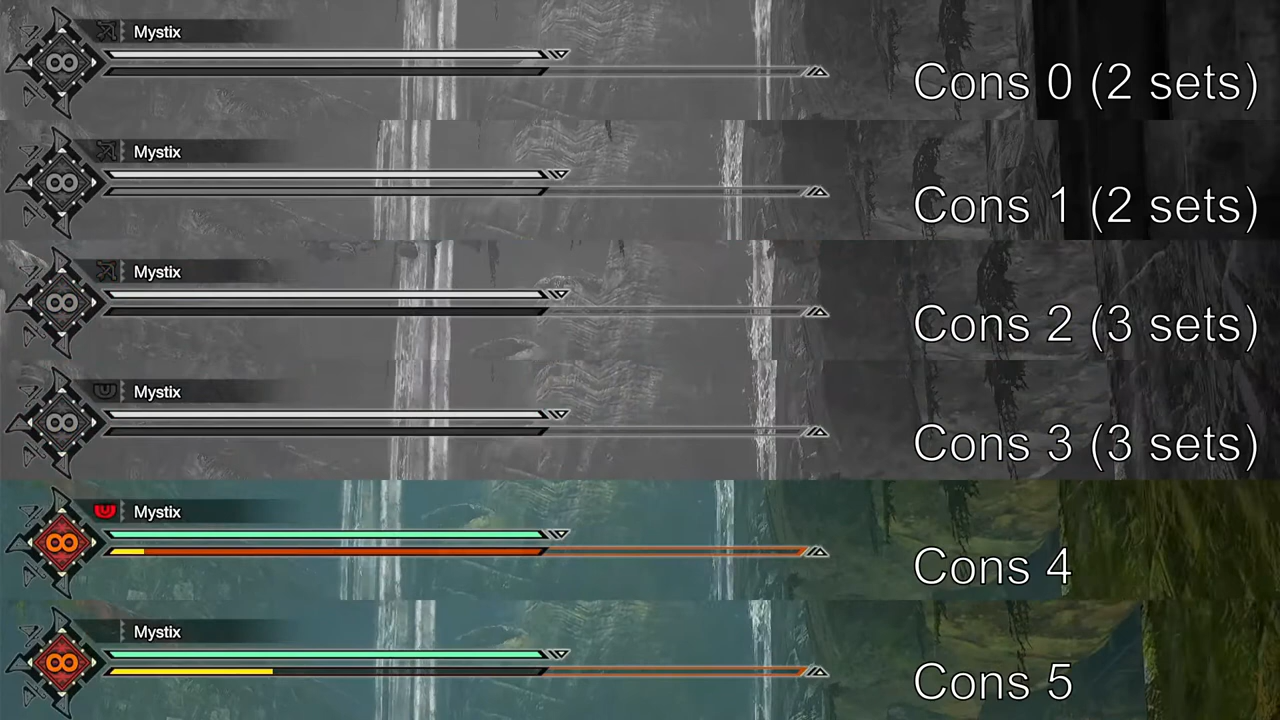 Mystix
Cons 0 (2 sets)
Mystix
Cons 1 (2 sets)
Mystix
Cons 2 (3 sets)
Mystix
Cons 3 (3 sets)
Mystix
Cons 4
Mystix
Cons 5